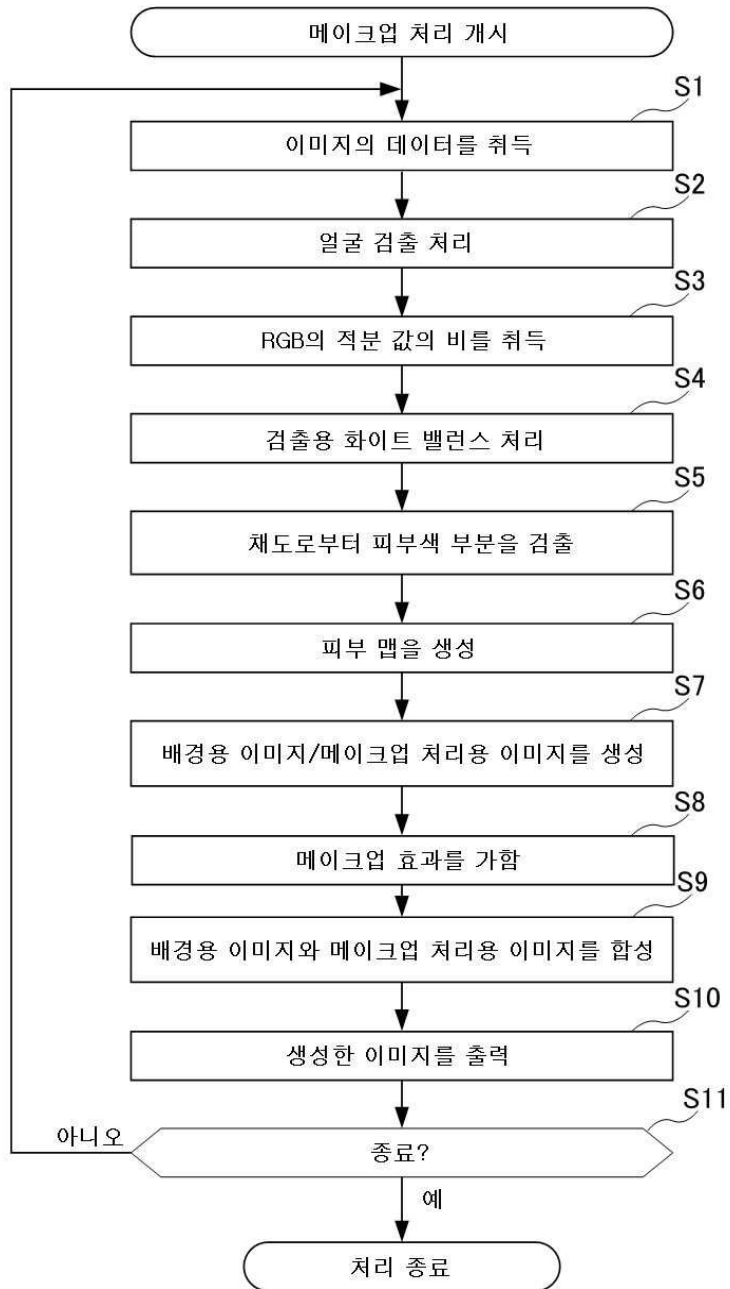 메이크업 처리 개시
S1
이미지의 데이터를 취득
S2
얼굴 검출 처리
S3
RGB의 적분 값의 비를 취득
S4
검출용 화이트 밸런스 처리
S5
채도로부터 피부색 부분을 검출
S6
피부 맵을 생성
S7
배경용 이미지/메이크업 처리용 이미지를 생성
S8
메이크업 효과를 가함
S9
배경용 이미지와 메이크업 처리용 이미지를 합성
S10
생성한 이미지를 출력
S11
아니오
종료?
예
처리 종료